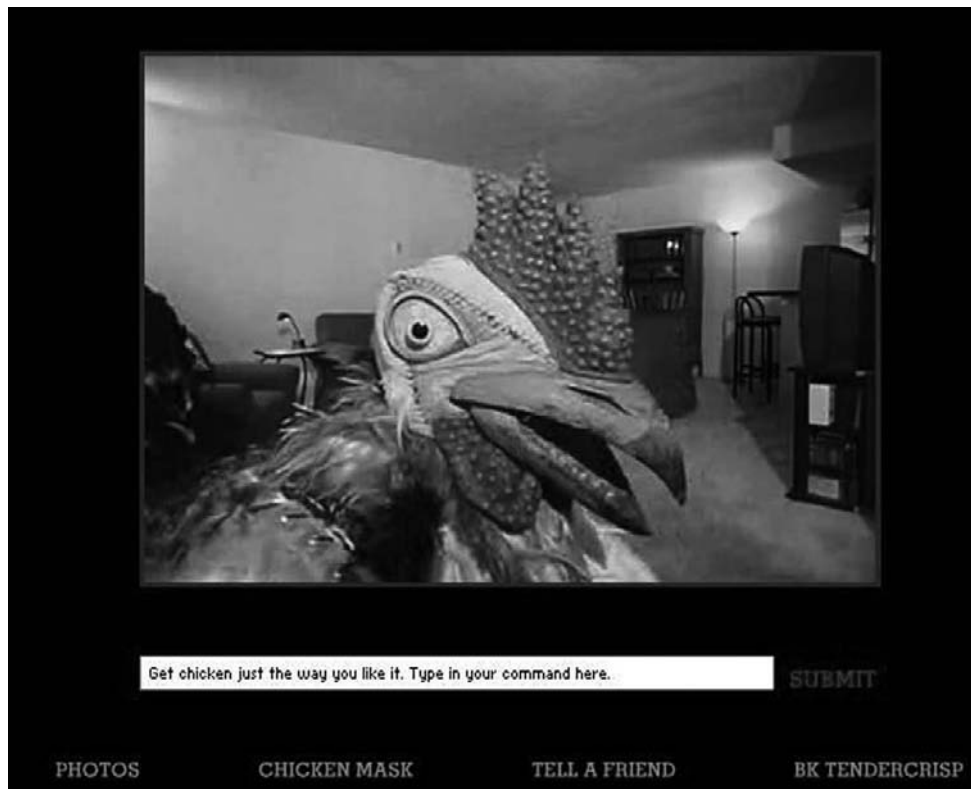 Get chicken just the way you like it. Type in your command here.
SUBMIT
PHOTOS CHICKEN MASK TELL A FRIEND BK TENDERCRISP